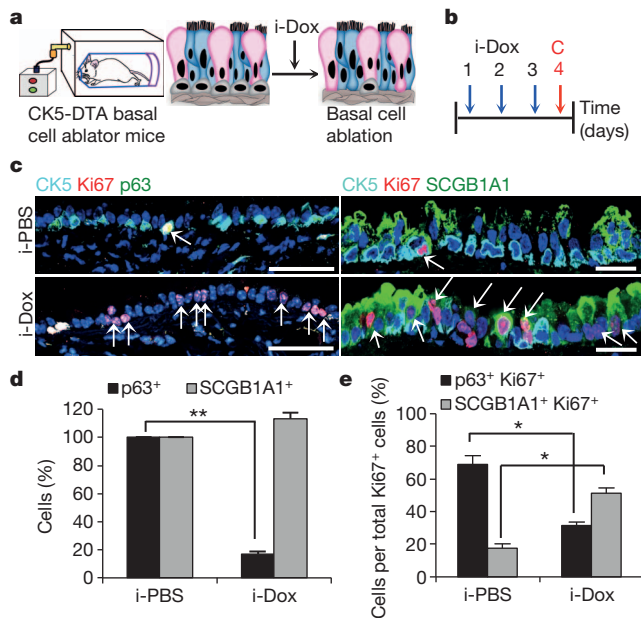 a
i-Dox
CK5-DTA basal
cell ablator mice
Basal cell
ablation
b
i-Dox
C
1 2 3 4
Time
(days)
c
CK5 Ki67 p63
CK5 Ki67 SCGB1A1
i-PBS
i-Dox
d
p63+ SCGB1A1+
**
Cells (%)
120
100
80
60
40
20
0
i-PBS i-Dox
e
p63+ Ki67+
SCGB1A1+ Ki67+
*
*
Cells per total Ki67+ cells (%)
100
80
60
40
20
0
i-PBS i-Dox